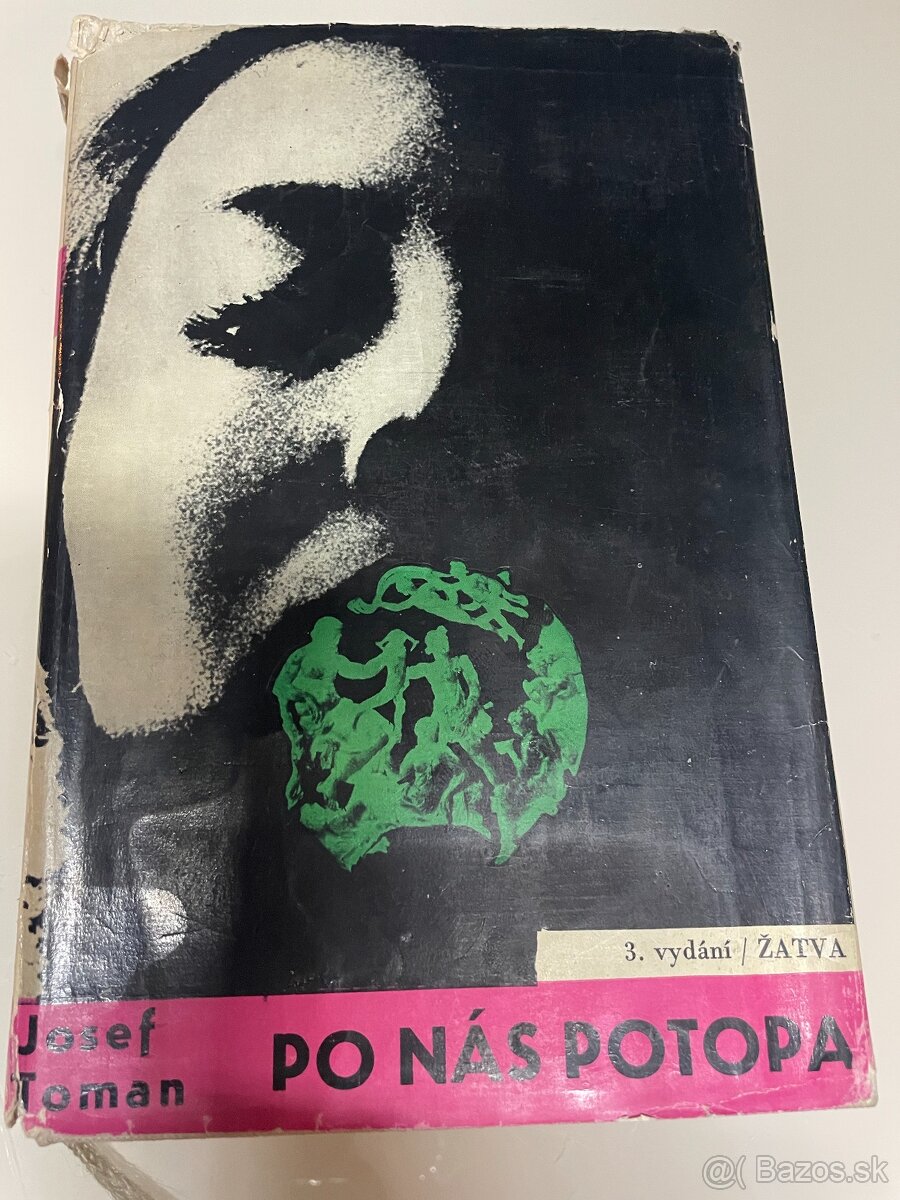 3. vydání / ŽATVA
Josef
Toman
PO NÁS POTOPA
@( Bazos.sk